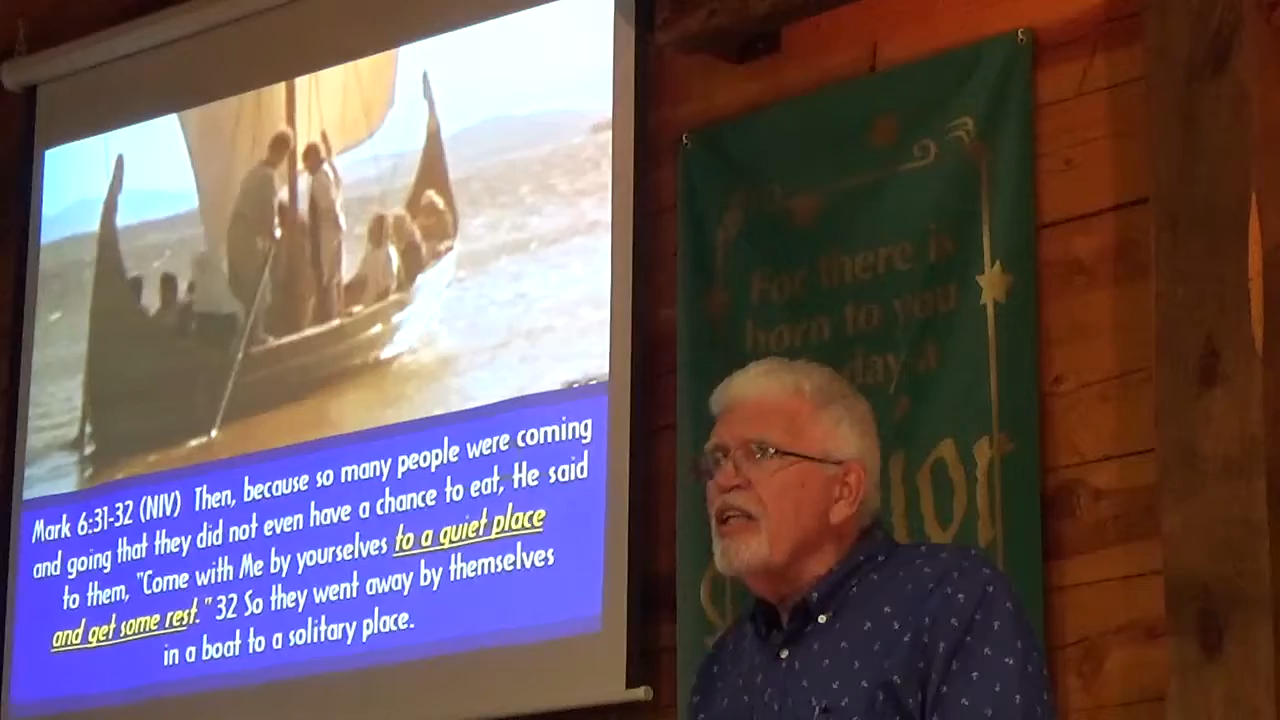 Mark 6:31-32 (NIV) Then, because so many people were coming
and going that they did not even have a chance to eat, He said
to them, "Come with Me by yourselves to a quiet place
and get some rest." 32 So they went away by themselves
in a boat to a solitary place.
For there is
born to you
day a